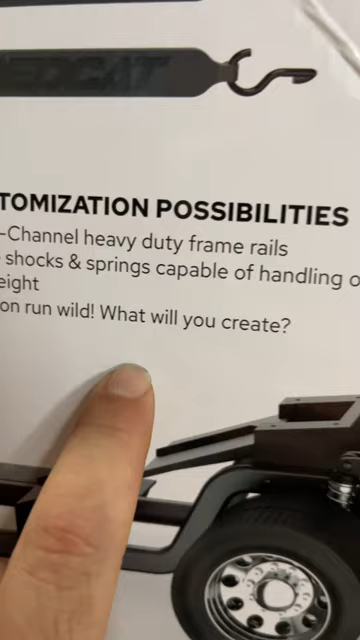 REDCAT
TOMIZATION POSSIBILITIES
-Channel heavy duty frame rails
shocks & springs capable of handling o
eight
on run wild! What will you create?